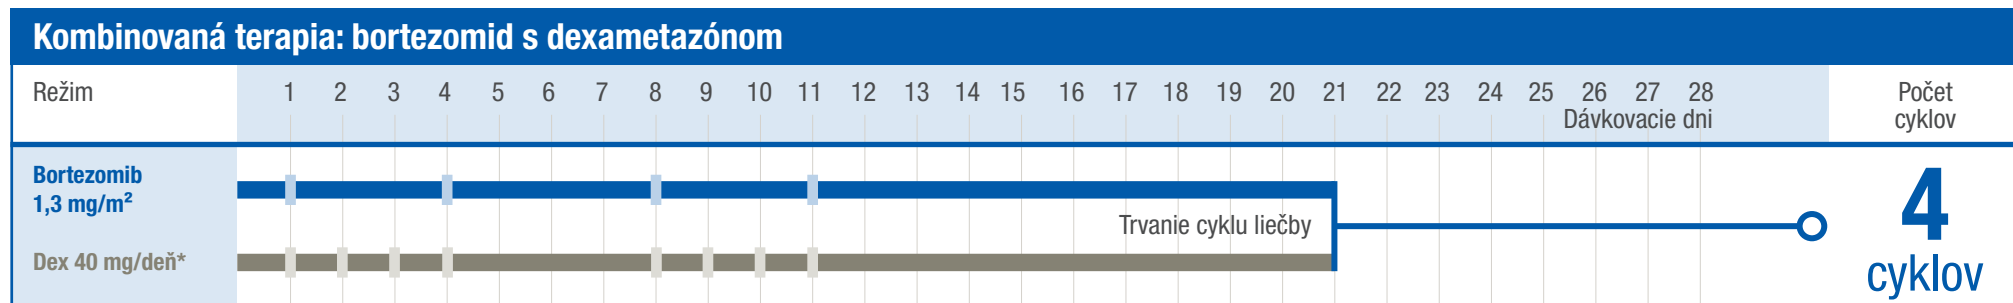 Kombinovaná terapia: bortezomid s dexametazónom
Režim 1 2 3 4 5 6 7 8 9 10 11 12 13 14 15 16 17 18 19 20 21 22 23 24 25 26 27 28 Počet
Dávkovacie dni cyklov
Bortezomib
1,3 mg/m²
Trvanie cyklu liečby
Dex 40 mg/deň*
4
cyklov